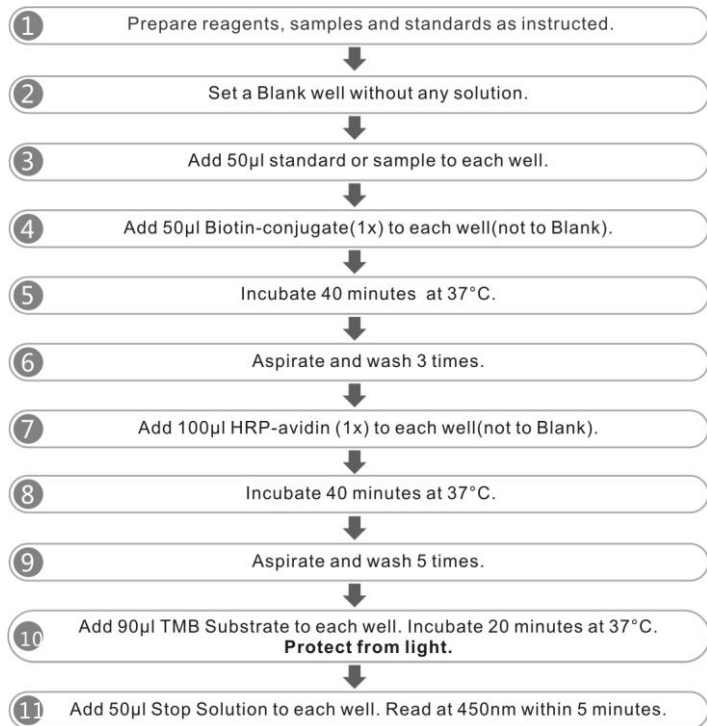 1 Prepare reagents, samples and standards as instructed.
2 Set a Blank well without any solution.
3 Add 50µl standard or sample to each well.
4 Add 50µl Biotin-conjugate(1x) to each well(not to Blank).
5 Incubate 40 minutes at 37°C.
6 Aspirate and wash 3 times.
7 Add 100µl HRP-avidin (1x) to each well(not to Blank).
8 Incubate 40 minutes at 37°C.
9 Aspirate and wash 5 times.
10 Add 90µl TMB Substrate to each well. Incubate 20 minutes at 37°C.
Protect from light.
11 Add 50µl Stop Solution to each well. Read at 450nm within 5 minutes.